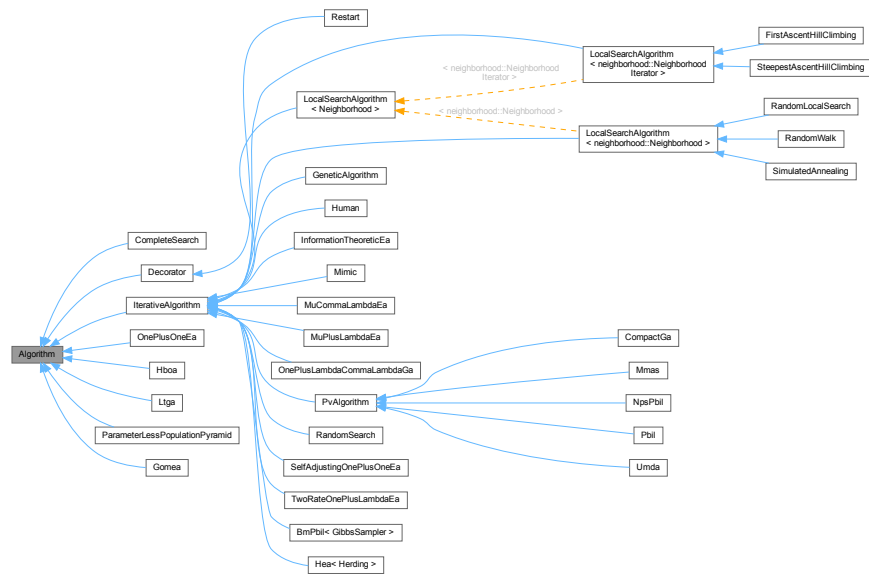 Restart
FirstAscentHillClimbing
LocalSearchAlgorithm
< neighborhood::Neighborhood
Iterator >
SteepestAscentHillClimbing
< neighborhood::Neighborhood
Iterator >
LocalSearchAlgorithm
< Neighborhood >
RandomLocalSearch
< neighborhood::Neighborhood >
LocalSearchAlgorithm
< neighborhood::Neighborhood >
RandomWalk
SimulatedAnnealing
GeneticAlgorithm
Human
CompleteSearch
InformationTheoreticEa
Decorator
Mimic
IterativeAlgorithm
MuCommaLambdaEa
OnePlusOneEa
MuPlusLambdaEa
CompactGa
Algorithm
Hboa
OnePlusLambdaCommaLambdaGa
Mmas
Ltga
PvAlgorithm
NpsPbil
ParameterLessPopulationPyramid
RandomSearch
Pbil
Gomea
SelfAdjustingOnePlusOneEa
Umda
TwoRateOnePlusLambdaEa
BmPbil< GibbsSampler >
Hea< Herding >